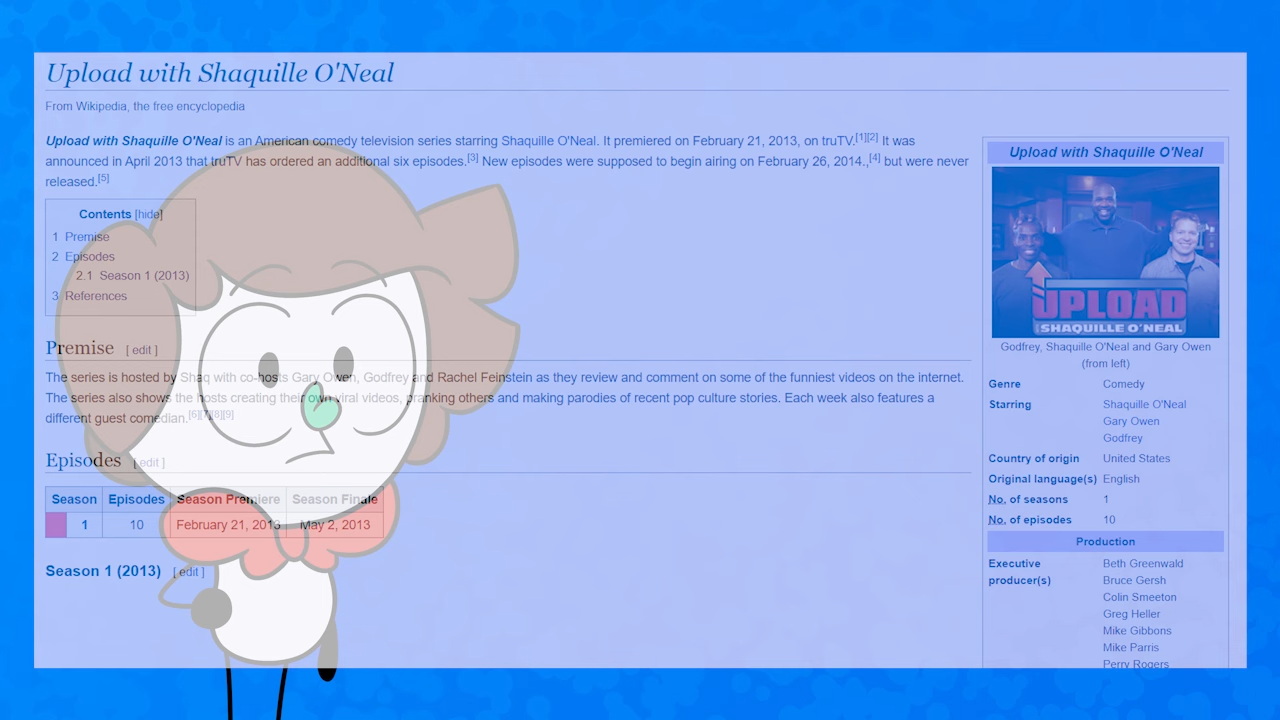 Upload with Shaquille O'Neal
From Wikipedia, the free encyclopedia
Upload with Shaquille O'Neal is an American comedy television series starring Shaquille O'Neal. It premiered on February 21, 2013, on truTV.[1][2] It was
announced in April 2013 that truTV has ordered an additional six episodes.[3] New episodes were supposed to begin airing on February 26, 2014.,[4] but were never
released.[5]
Contents [hide]
1 Premise
2 Episodes
2.1 Season 1 (2013)
3 References
Premise [ edit ]
The series is hosted by Shaq with co-hosts Gary Owen, Godfrey and Rachel Feinstein as they review and comment on some of the funniest videos on the internet.
The series also shows the hosts creating their own viral videos, pranking others and making parodies of recent pop culture stories. Each week also features a
different guest comedian.[6][7][8][9]
Episodes [ edit ]
Season Episodes Season Premiere Season Finale
1 10 February 21, 2013 May 2, 2013
Season 1 (2013) [ edit ]
Upload with Shaquille O'Neal
UPLOAD
WITH SHAQUILLE O'NEAL
Godfrey, Shaquille O'Neal and Gary Owen
(from left)
Genre Comedy
Starring Shaquille O'Neal
Gary Owen
Godfrey
Country of origin United States
Original language(s) English
No. of seasons 1
No. of episodes 10
Production
Executive Beth Greenwald
producer(s) Bruce Gersh
Colin Smeeton
Greg Heller
Mike Gibbons
Mike Parris
Perry Rogers